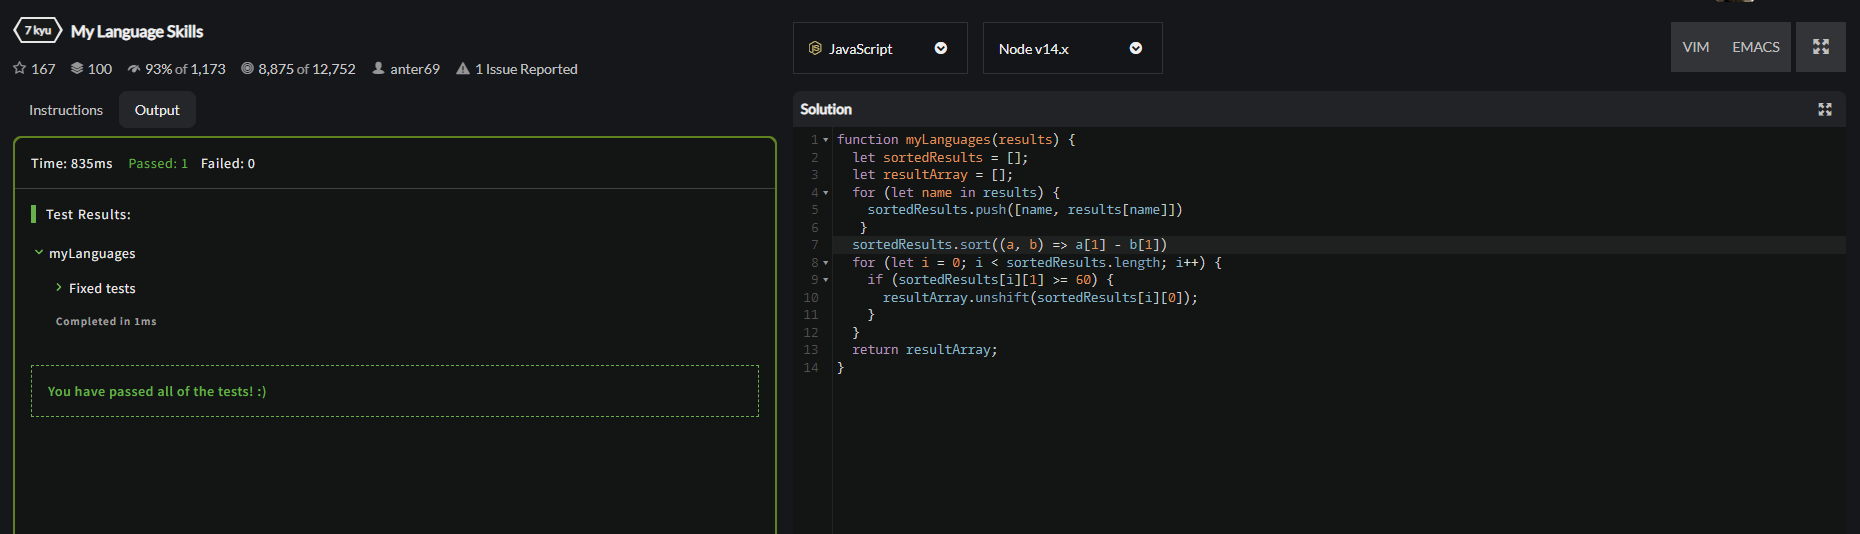 7 kyu My Language Skills
167 100 93% of 1,173 8,875 of 12,752 anter69 1 Issue Reported
Instructions Output
Time: 835ms Passed: 1 Failed: 0
Test Results:
myLanguages
Fixed tests
Completed in 1ms
You have passed all of the tests! :)
JS JavaScript Node v14.x VIM EMACS
Solution
1 function myLanguages(results) {
2   let sortedResults = [];
3   let resultArray = [];
4   for (let name in results) {
5     sortedResults.push([name, results[name]])
6    }
7   sortedResults.sort((a, b) => a[1] - b[1])
8   for (let i = 0; i < sortedResults.length; i++) {
9     if (sortedResults[i][1] >= 60) {
10       resultArray.unshift(sortedResults[i][0]);
11     }
12   }
13   return resultArray;
14 }